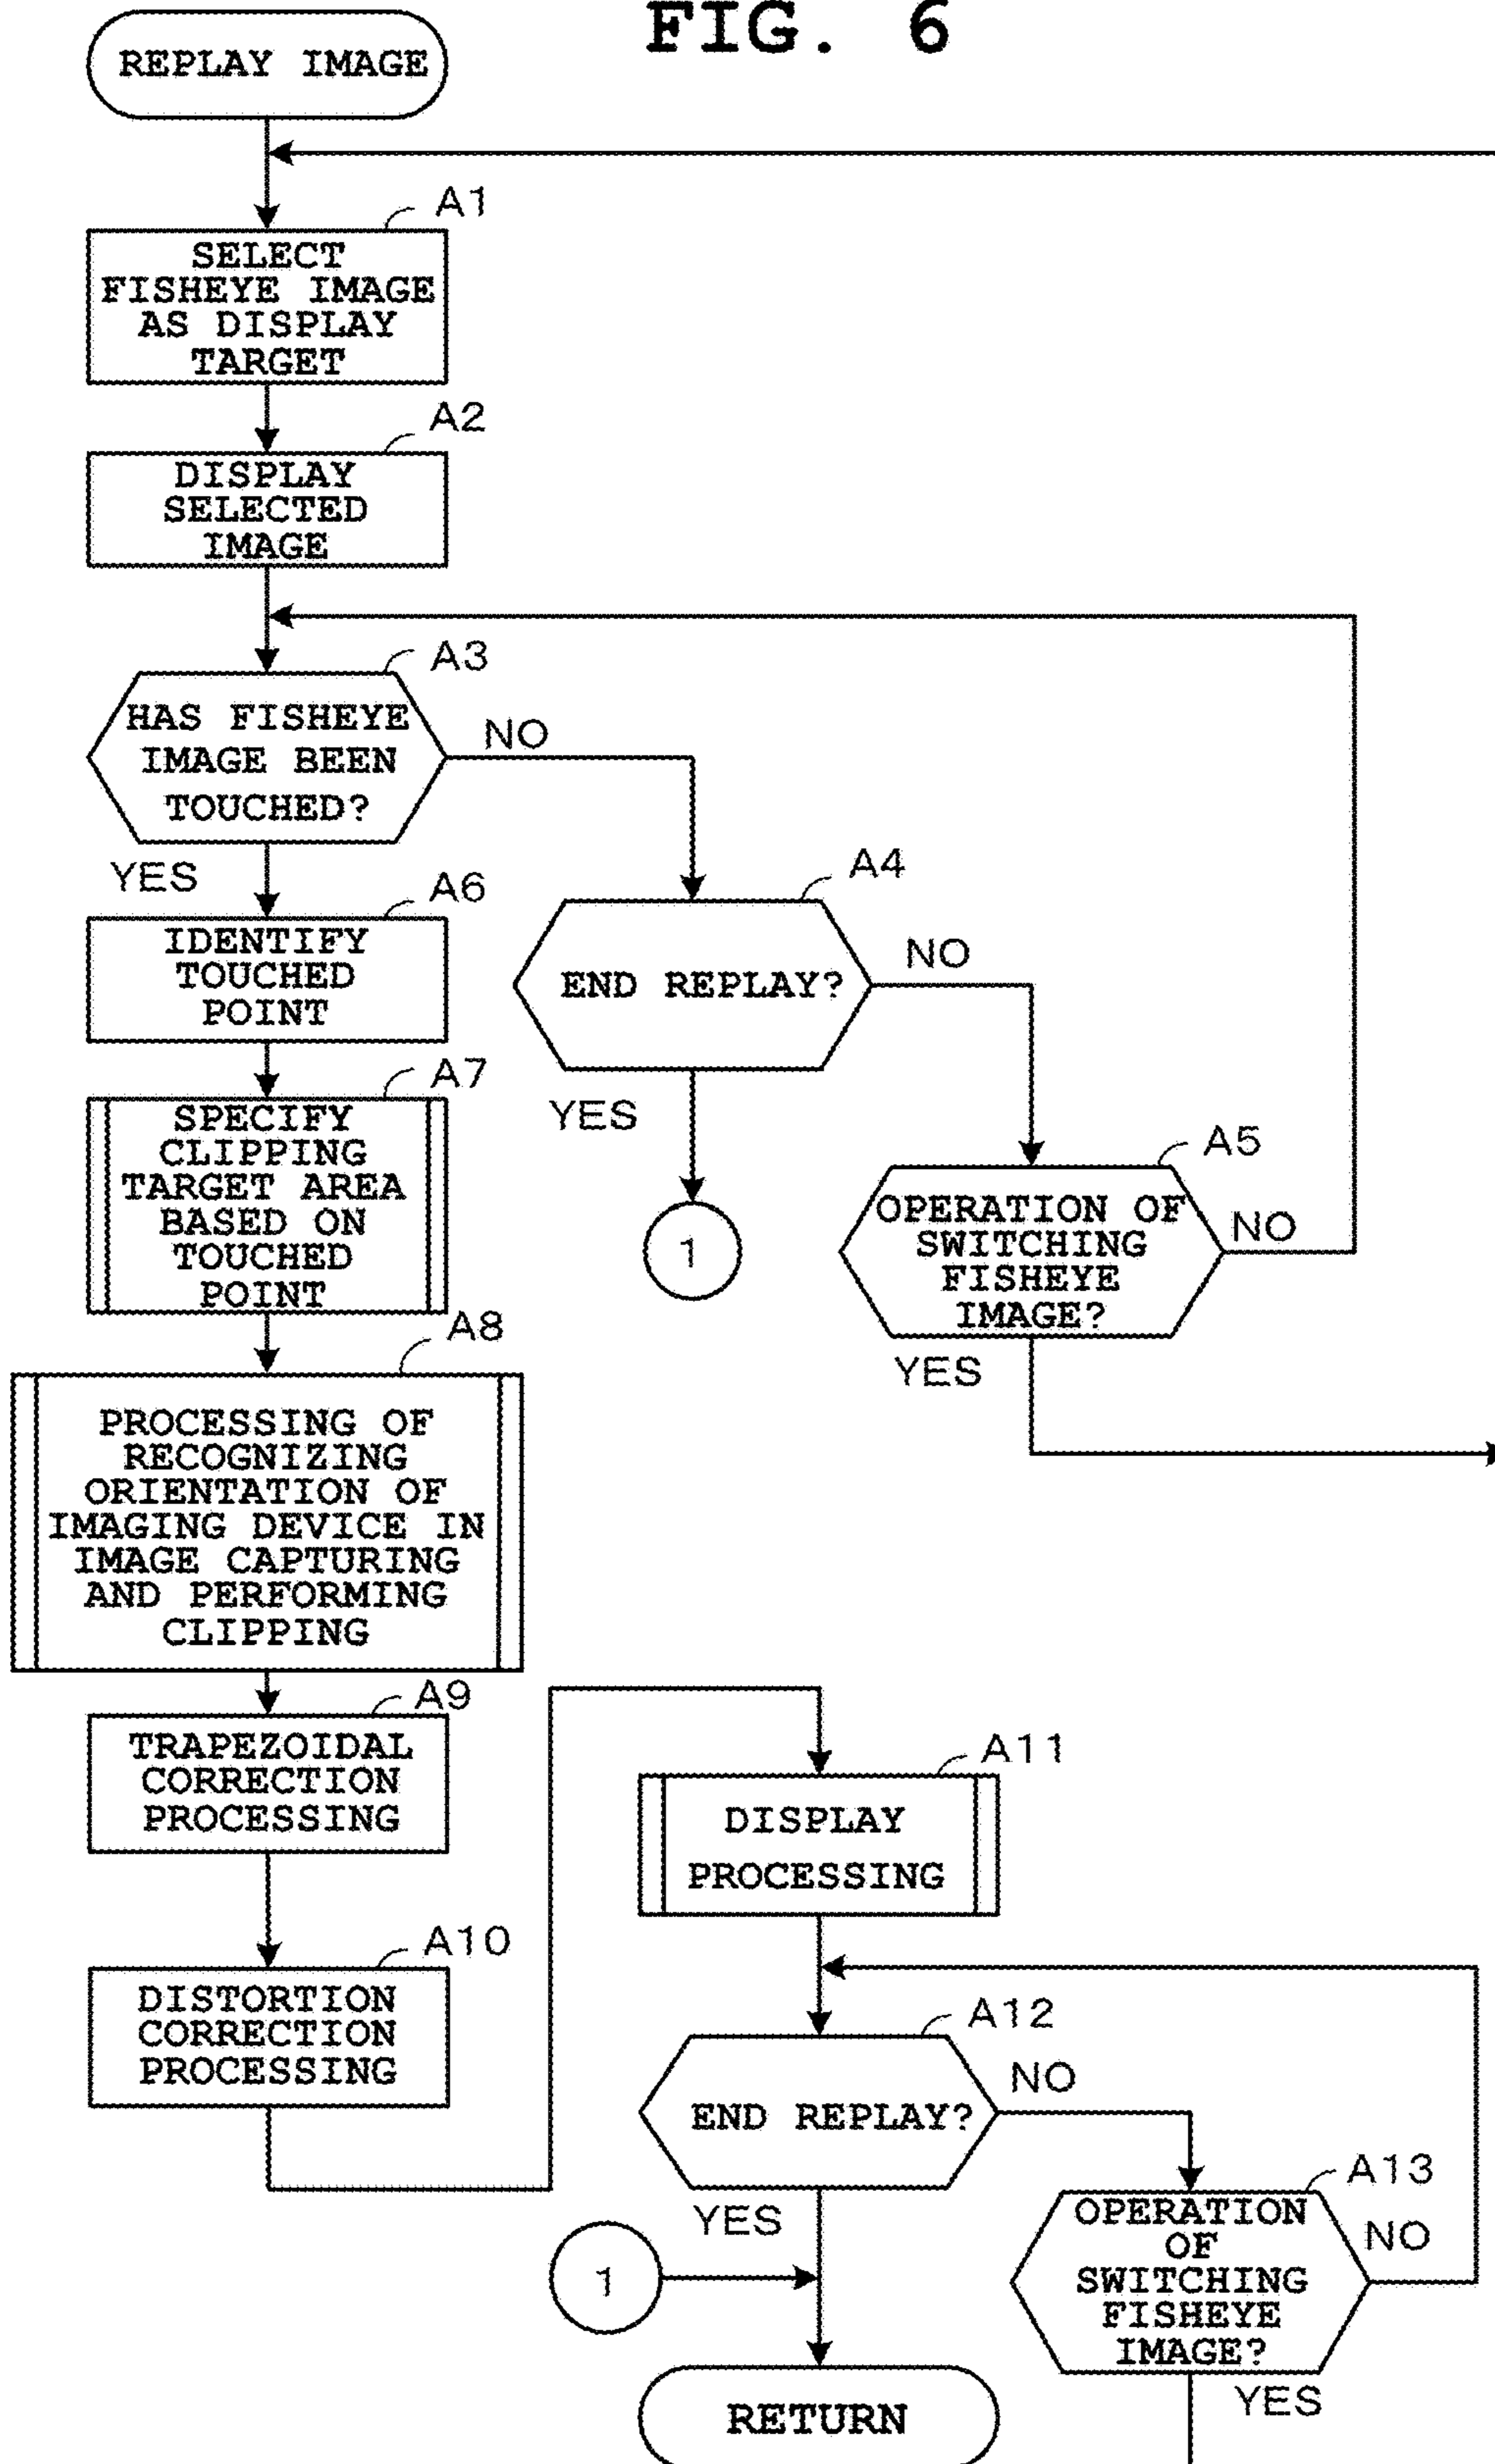 FIG. 6
REPLAY IMAGE
A1
SELECT
FISHEYE IMAGE
AS DISPLAY
TARGET
A2
DISPLAY
SELECTED
IMAGE
A3
HAS FISHEYE
IMAGE BEEN
TOUCHED?
NO
YES
A4
END REPLAY?
NO
YES
1
A5
OPERATION OF
SWITCHING
FISHEYE
IMAGE?
NO
YES
A6
IDENTIFY
TOUCHED
POINT
A7
SPECIFY
CLIPPING
TARGET AREA
BASED ON
TOUCHED
POINT
A8
PROCESSING OF
RECOGNIZING
ORIENTATION OF
IMAGING DEVICE IN
IMAGE CAPTURING
AND PERFORMING
CLIPPING
A9
TRAPEZOIDAL
CORRECTION
PROCESSING
A10
DISTORTION
CORRECTION
PROCESSING
A11
DISPLAY
PROCESSING
A12
END REPLAY?
NO
YES
A13
OPERATION
OF
SWITCHING
FISHEYE
IMAGE?
NO
YES
1
RETURN